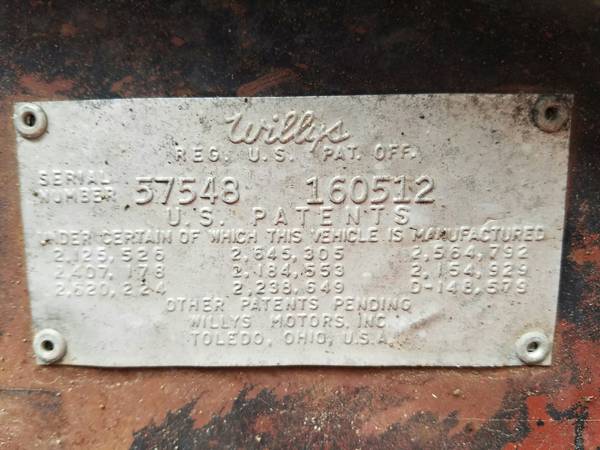 Willys
REG. U.S. PAT. OFF.
SERIAL
NUMBER 57548 160512
U.S. PATENTS
UNDER CERTAIN OF WHICH THIS VEHICLE IS MANUFACTURED
2,125,526 2,645,305 2,564,792
2,407,178 2,184,553 2,154,929
2,620,224 2,238,649 D-148,579
OTHER PATENTS PENDING
WILLYS MOTORS, INC.
TOLEDO, OHIO, U.S.A.